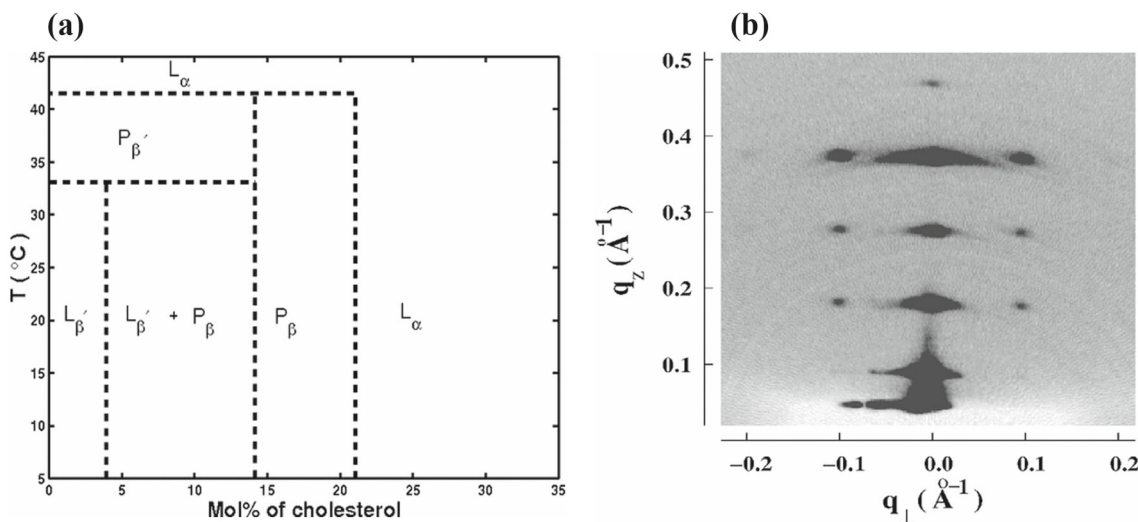 (a)
(b)
45
40
35
30
25
20
15
10
5
T ( °C)
Lα
Pβ′
Lβ′
Lβ′ + Pβ
Pβ
Lα
0 5 10 15 20 25 30 35
Mol% of cholesterol
0.5
0.4
0.3
0.2
0.1
qz ( Å−1)
−0.2 −0.1 0.0 0.1 0.2
q⊥ ( Å−1)